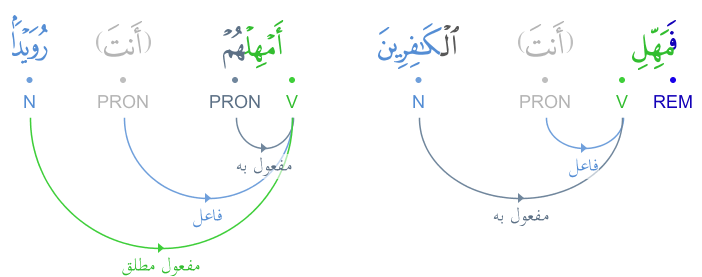 فَمَهِّلِ (أَنتَ) ٱلْكَٰفِرِينَ أَمْهِلْهُمْ (أَنتَ) رُوَيْدًۢا
REM V PRON N V PRON PRON N
مفعول به
فاعل
فاعل
مفعول به
مفعول مطلق